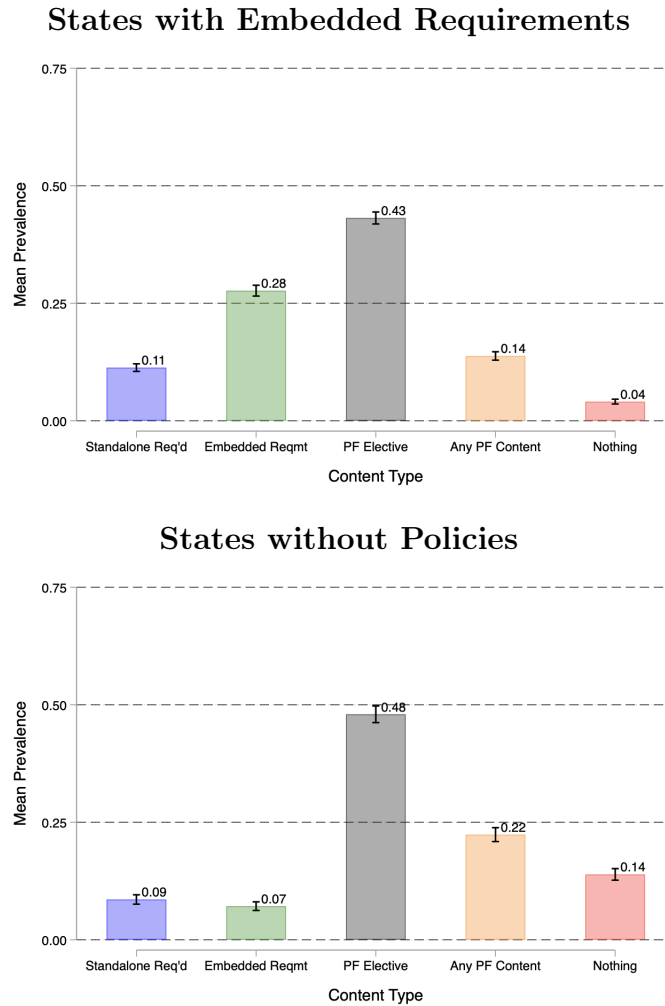 States with Embedded Requirements
0.75
0.50
0.25
0.00
Mean Prevalence
0.11
0.28
0.43
0.14
0.04
Standalone Req'd Embedded Reqmt PF Elective Any PF Content Nothing
Content Type
States without Policies
0.75
0.50
0.25
0.00
Mean Prevalence
0.09
0.07
0.48
0.22
0.14
Standalone Req'd Embedded Reqmt PF Elective Any PF Content Nothing
Content Type